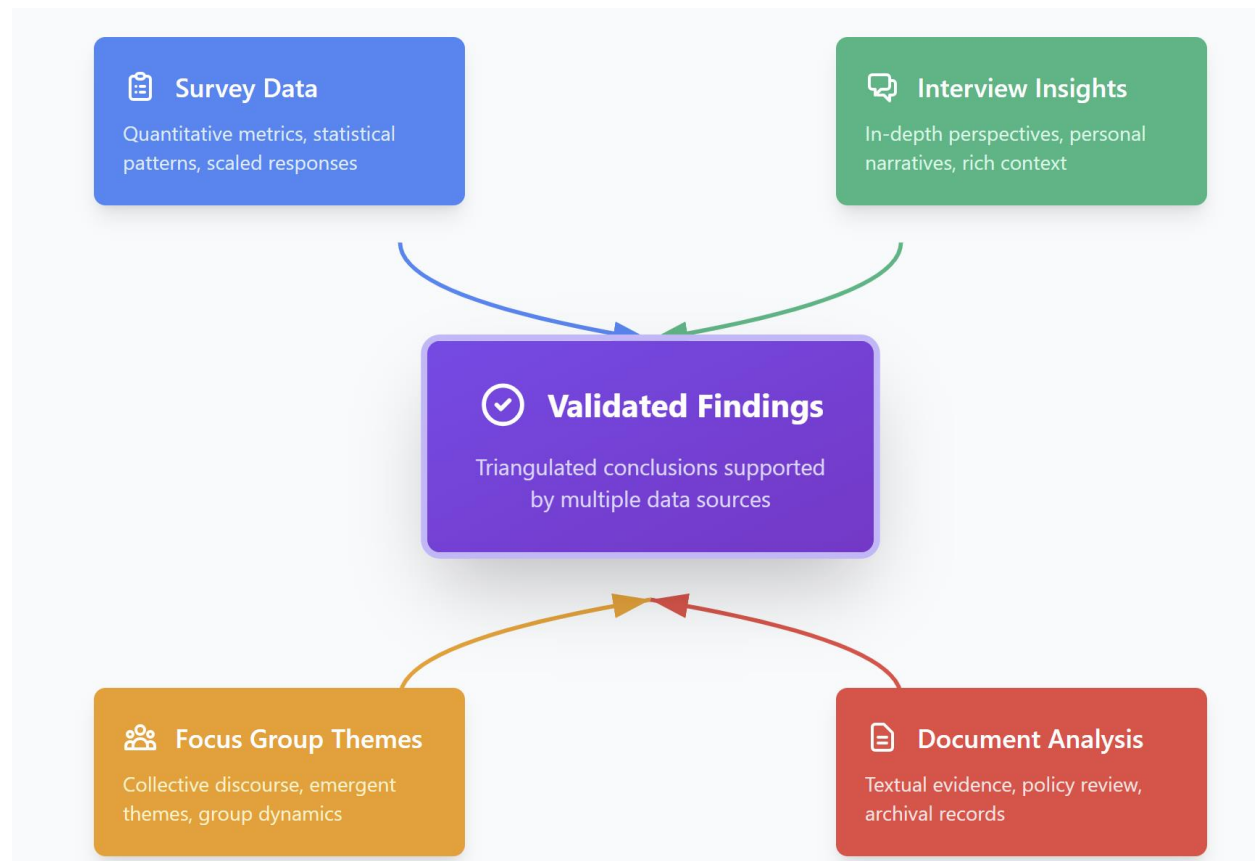 Survey Data
Quantitative metrics, statistical
patterns, scaled responses
Interview Insights
In-depth perspectives, personal
narratives, rich context
Validated Findings
Triangulated conclusions supported
by multiple data sources
Focus Group Themes
Collective discourse, emergent
themes, group dynamics
Document Analysis
Textual evidence, policy review,
archival records